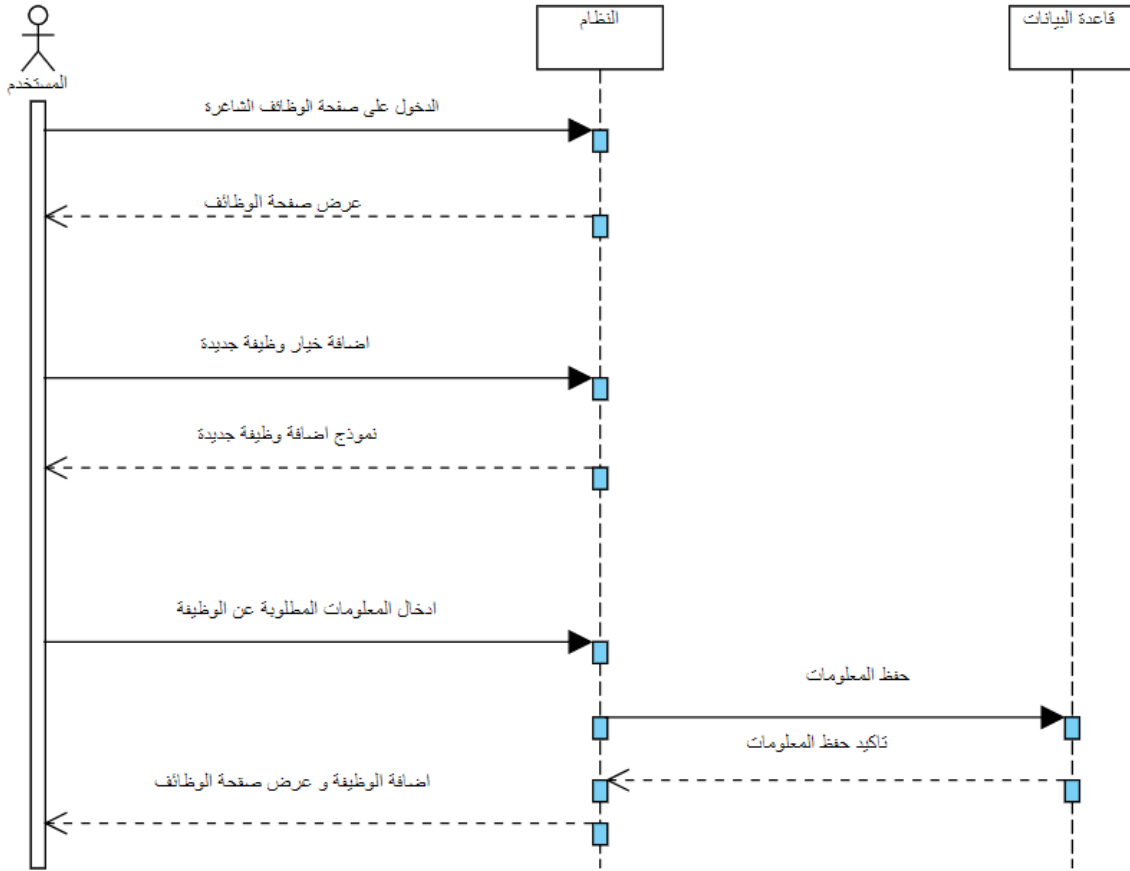 النظام
قاعدة البيانات
المستخدم
الدخول على صفحة الوظائف الشاغرة
عرض صفحة الوظائف
اضافة خيار وظيفة جديدة
نموذج اضافة وظيفة جديدة
ادخال المعلومات المطلوبة عن الوظيفة
حفظ المعلومات
تاكيد حفظ المعلومات
اضافة الوظيفة و عرض صفحة الوظائف